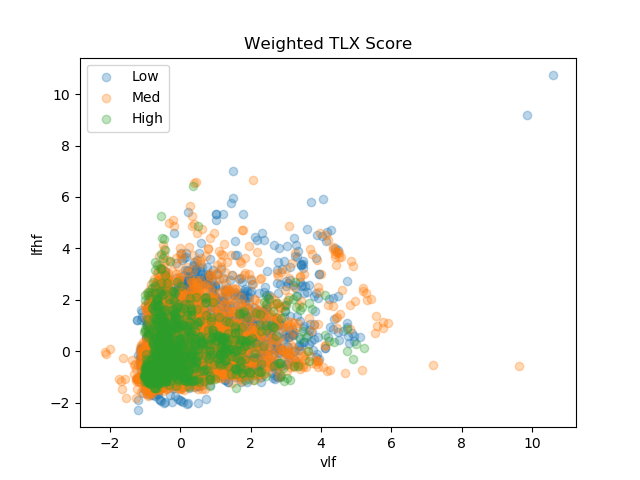 Weighted TLX Score
Low
Med
High
10
8
6
4
2
0
−2
lfhf
−2 0 2 4 6 8 10
vlf